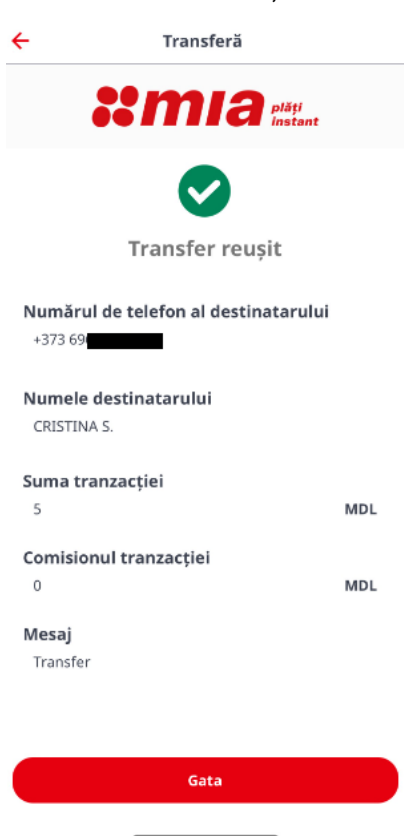 Transferă
mia plăți
instant
Transfer reușit
Numărul de telefon al destinatarului
+373 69
Numele destinatarului
CRISTINA S.
Suma tranzacției
5 MDL
Comisionul tranzacției
0 MDL
Mesaj
Transfer
Gata